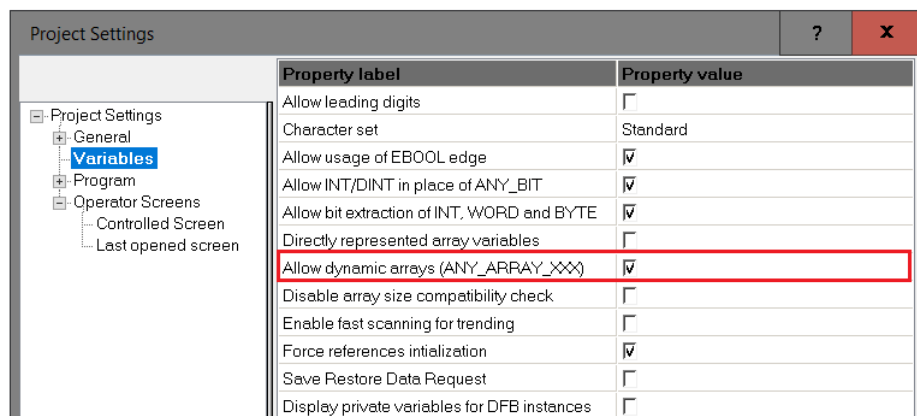 Project Settings ? x
Property label Property value
Allow leading digits
Character set Standard
Allow usage of EBOOL edge
Allow INT/DINT in place of ANY_BIT
Allow bit extraction of INT, WORD and BYTE
Directly represented array variables
Allow dynamic arrays (ANY_ARRAY_XXX)
Disable array size compatibility check
Enable fast scanning for trending
Force references intialization
Save Restore Data Request
Display private variables for DFB instances
Project Settings
General
Variables
Program
Operator Screens
Controlled Screen
Last opened screen